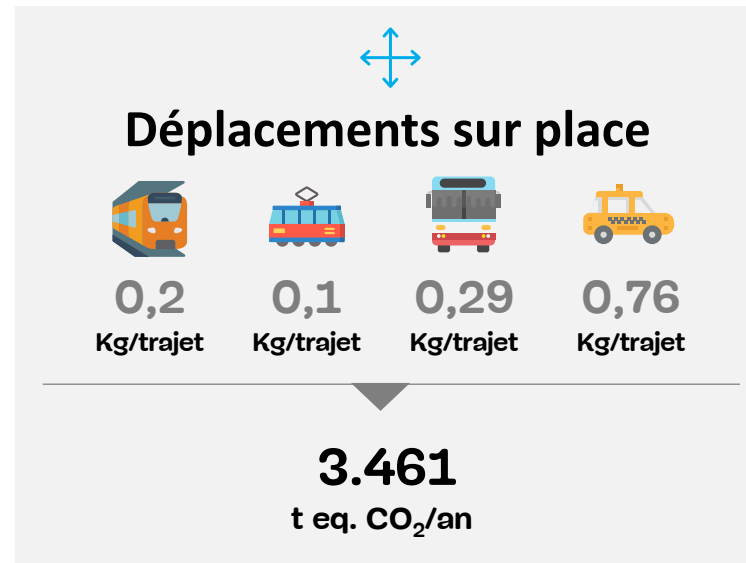 Déplacements sur place
0,2 0,1 0,29 0,76
Kg/trajet Kg/trajet Kg/trajet Kg/trajet
3.461
t eq. CO₂/an